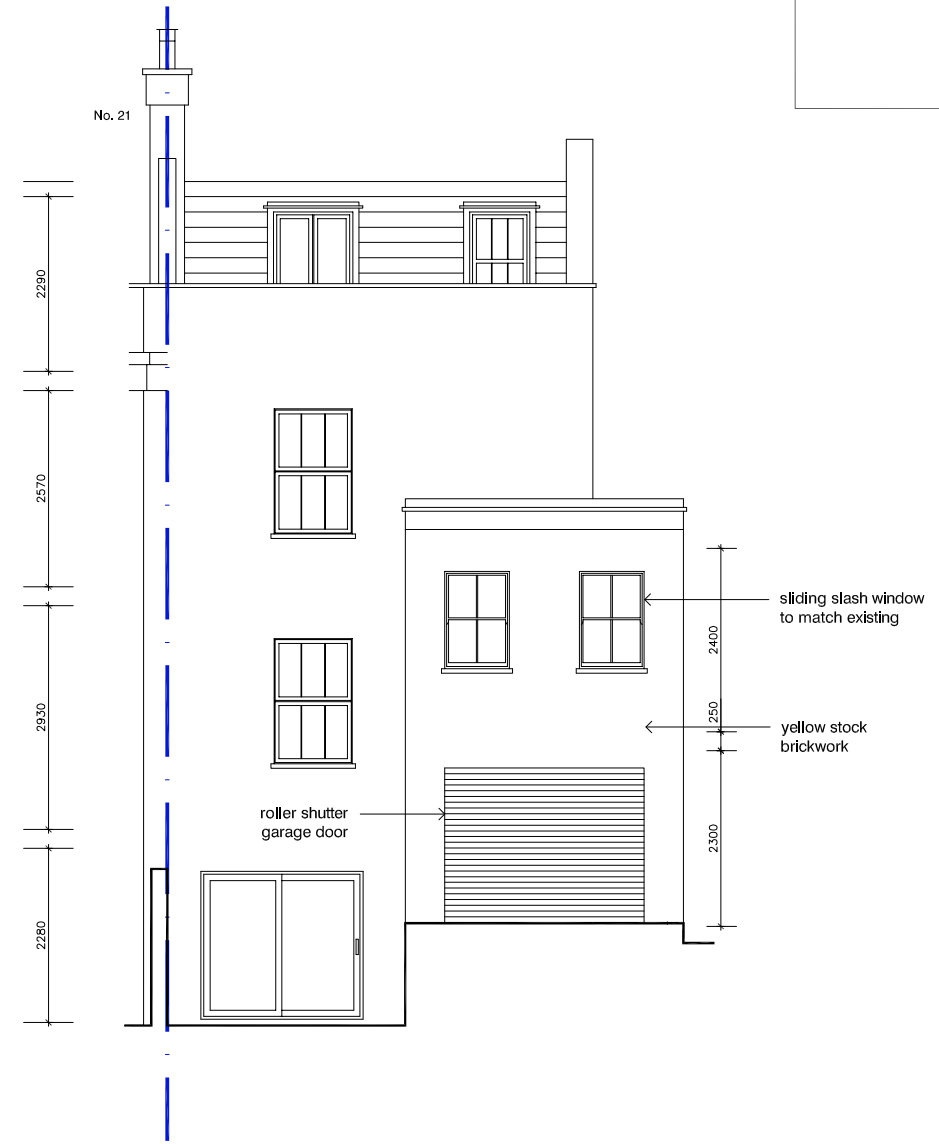 No. 21
2290
2570
2930
2280
sliding slash window
to match existing
2400
250
yellow stock
brickwork
roller shutter
garage door
2300